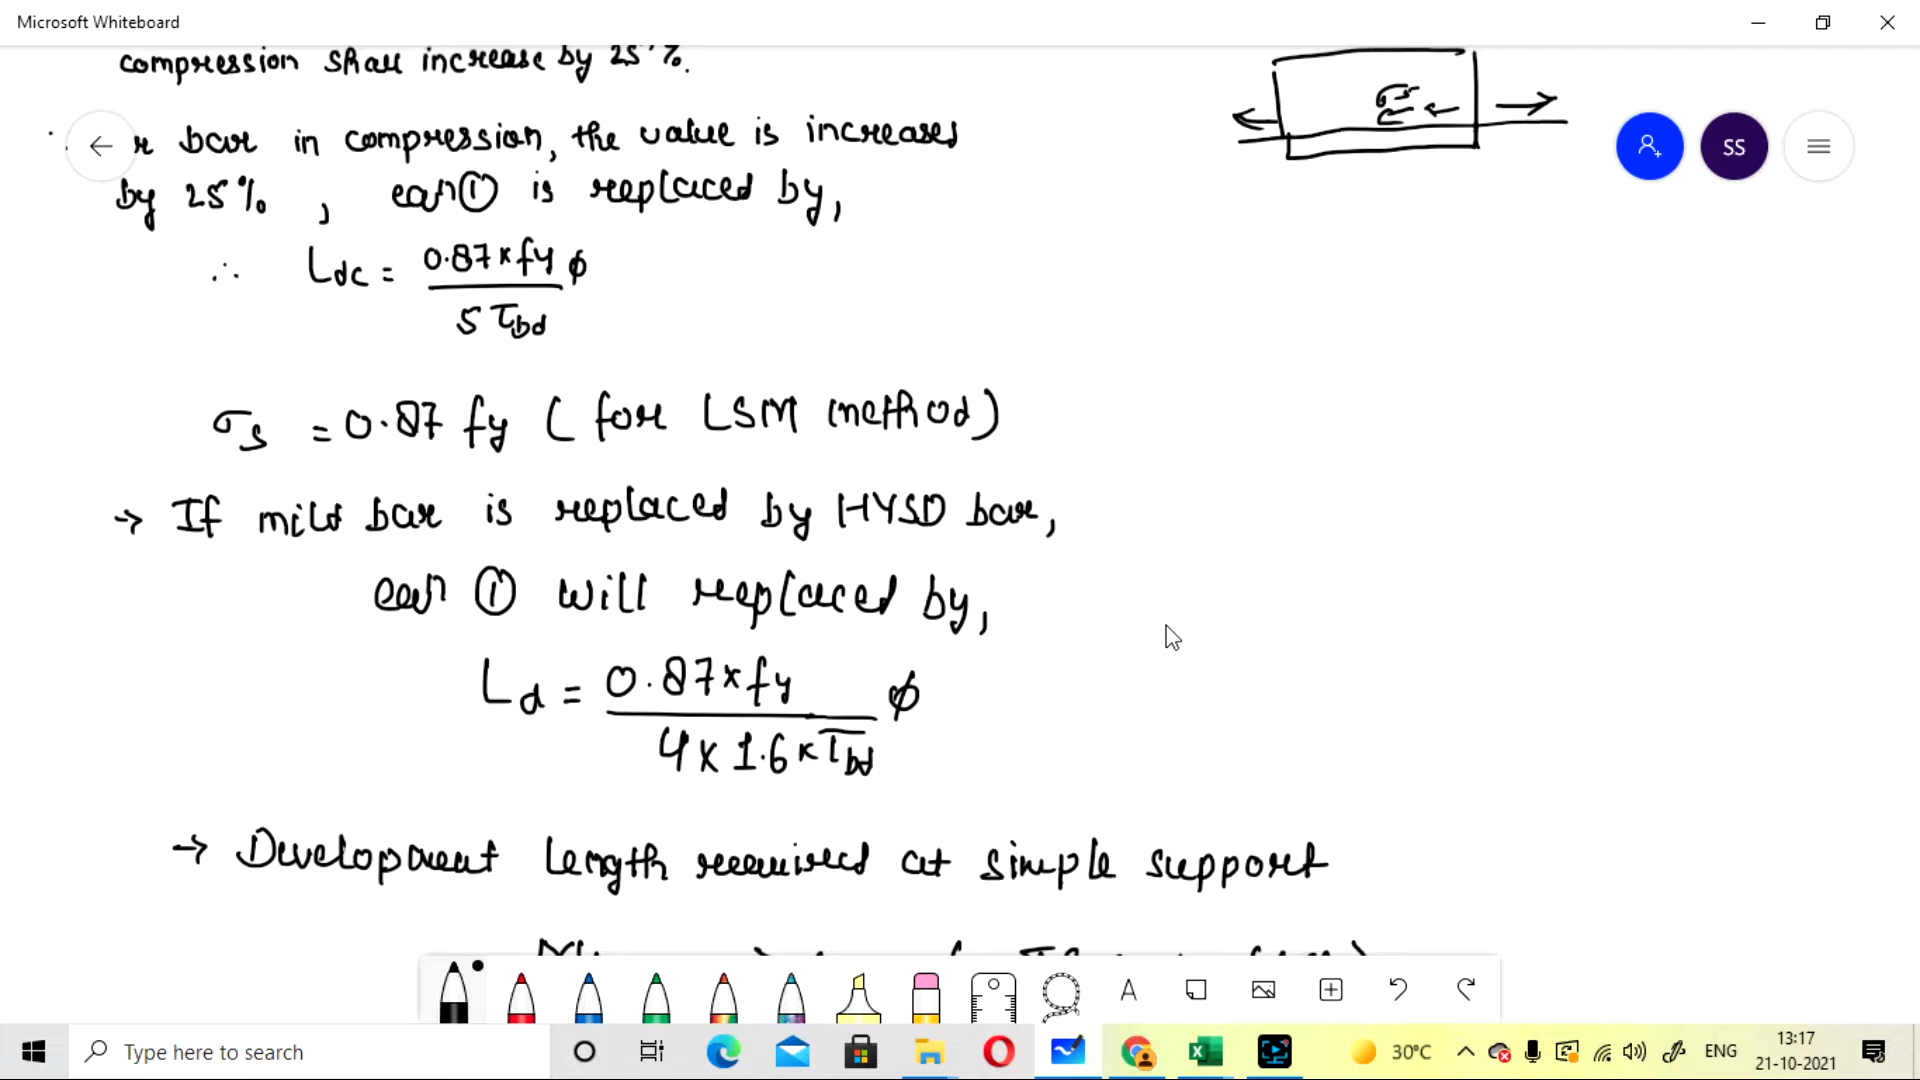 Microsoft Whiteboard
compression shall increase by 25%.
bar in compression, the value is increases
by 25%, eqn ① is replaced by,
SS
∴ Ldc = 0.87×fy ϕ
5 τbd
σs = 0.87 fy ( for LSM method)
→ If mild bar is replaced by HYSD bar,
eqn ① will replaced by,
Ld = 0.87×fy ϕ
4 × 1.6 × τbd
→ Development length required at simple support
A
Type here to search
30°C
ENG
13:17
21-10-2021